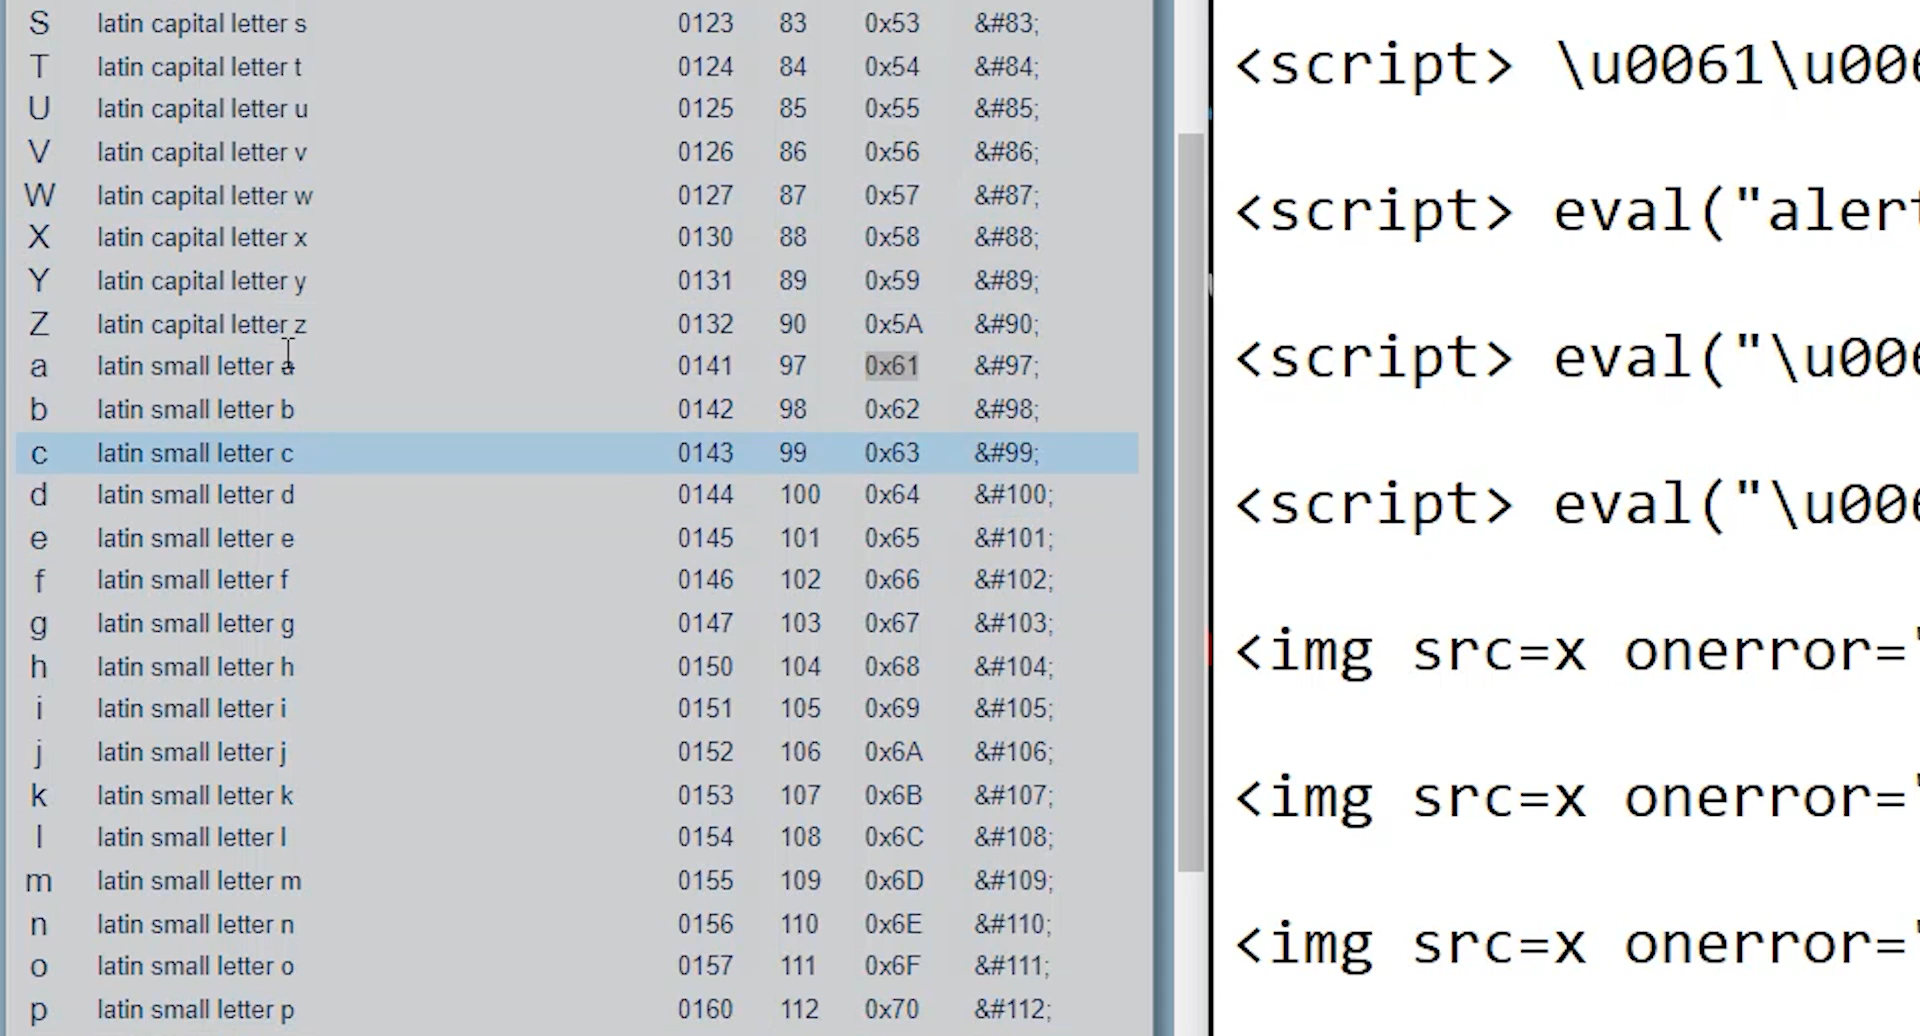 S latin capital letter s 0123 83 0x53 &#83;
T latin capital letter t 0124 84 0x54 &#84;
U latin capital letter u 0125 85 0x55 &#85;
V latin capital letter v 0126 86 0x56 &#86;
W latin capital letter w 0127 87 0x57 &#87;
X latin capital letter x 0130 88 0x58 &#88;
Y latin capital letter y 0131 89 0x59 &#89;
Z latin capital letter z 0132 90 0x5A &#90;
a latin small letter a 0141 97 0x61 &#97;
b latin small letter b 0142 98 0x62 &#98;
c latin small letter c 0143 99 0x63 &#99;
d latin small letter d 0144 100 0x64 &#100;
e latin small letter e 0145 101 0x65 &#101;
f latin small letter f 0146 102 0x66 &#102;
g latin small letter g 0147 103 0x67 &#103;
h latin small letter h 0150 104 0x68 &#104;
i latin small letter i 0151 105 0x69 &#105;
j latin small letter j 0152 106 0x6A &#106;
k latin small letter k 0153 107 0x6B &#107;
l latin small letter l 0154 108 0x6C &#108;
m latin small letter m 0155 109 0x6D &#109;
n latin small letter n 0156 110 0x6E &#110;
o latin small letter o 0157 111 0x6F &#111;
p latin small letter p 0160 112 0x70 &#112;
<script> \u0061\u006
<script> eval("alert
<script> eval("\u006
<script> eval("\u006
<img src=x onerror="
<img src=x onerror="
<img src=x onerror="